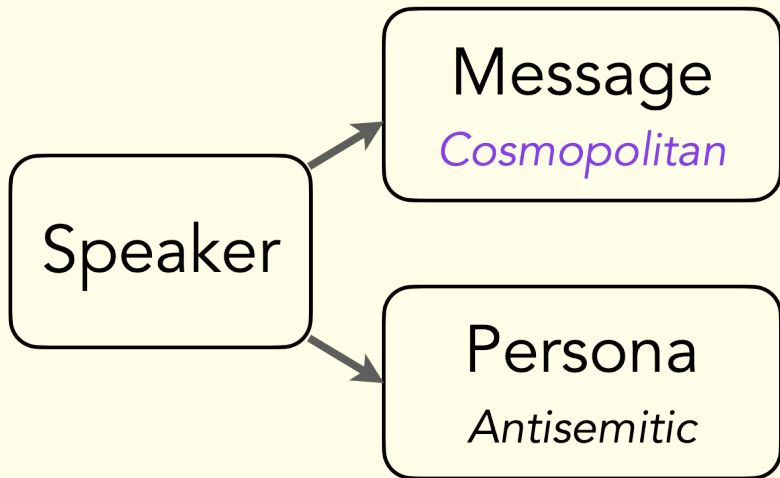 Speaker
Message
Cosmopolitan
Persona
Antisemitic